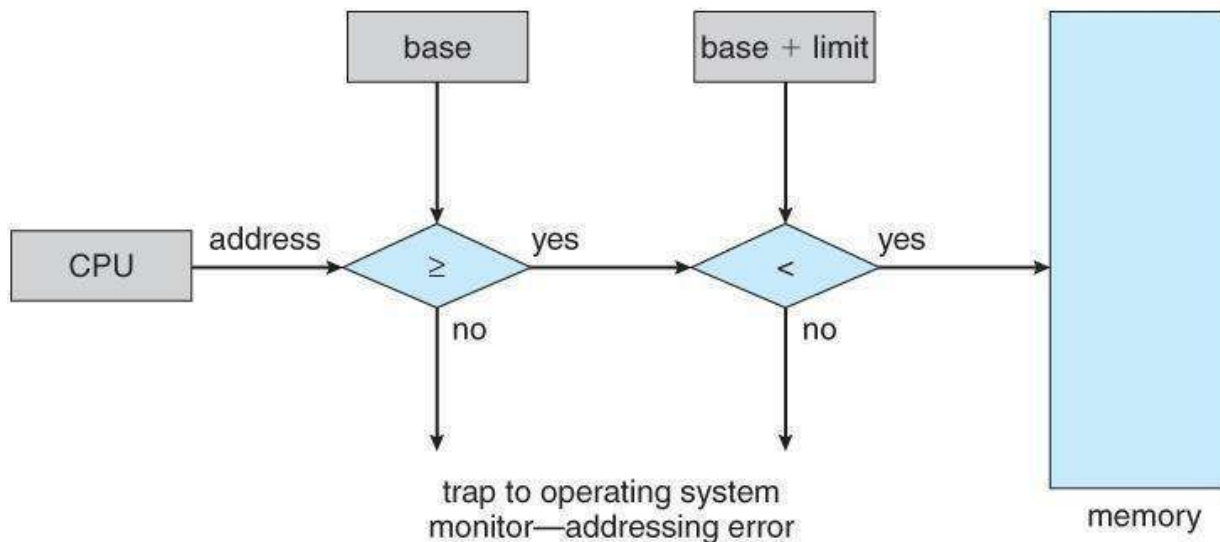 base
base + limit
CPU
address
≥
yes
<
yes
no
no
trap to operating system
monitor—addressing error
memory